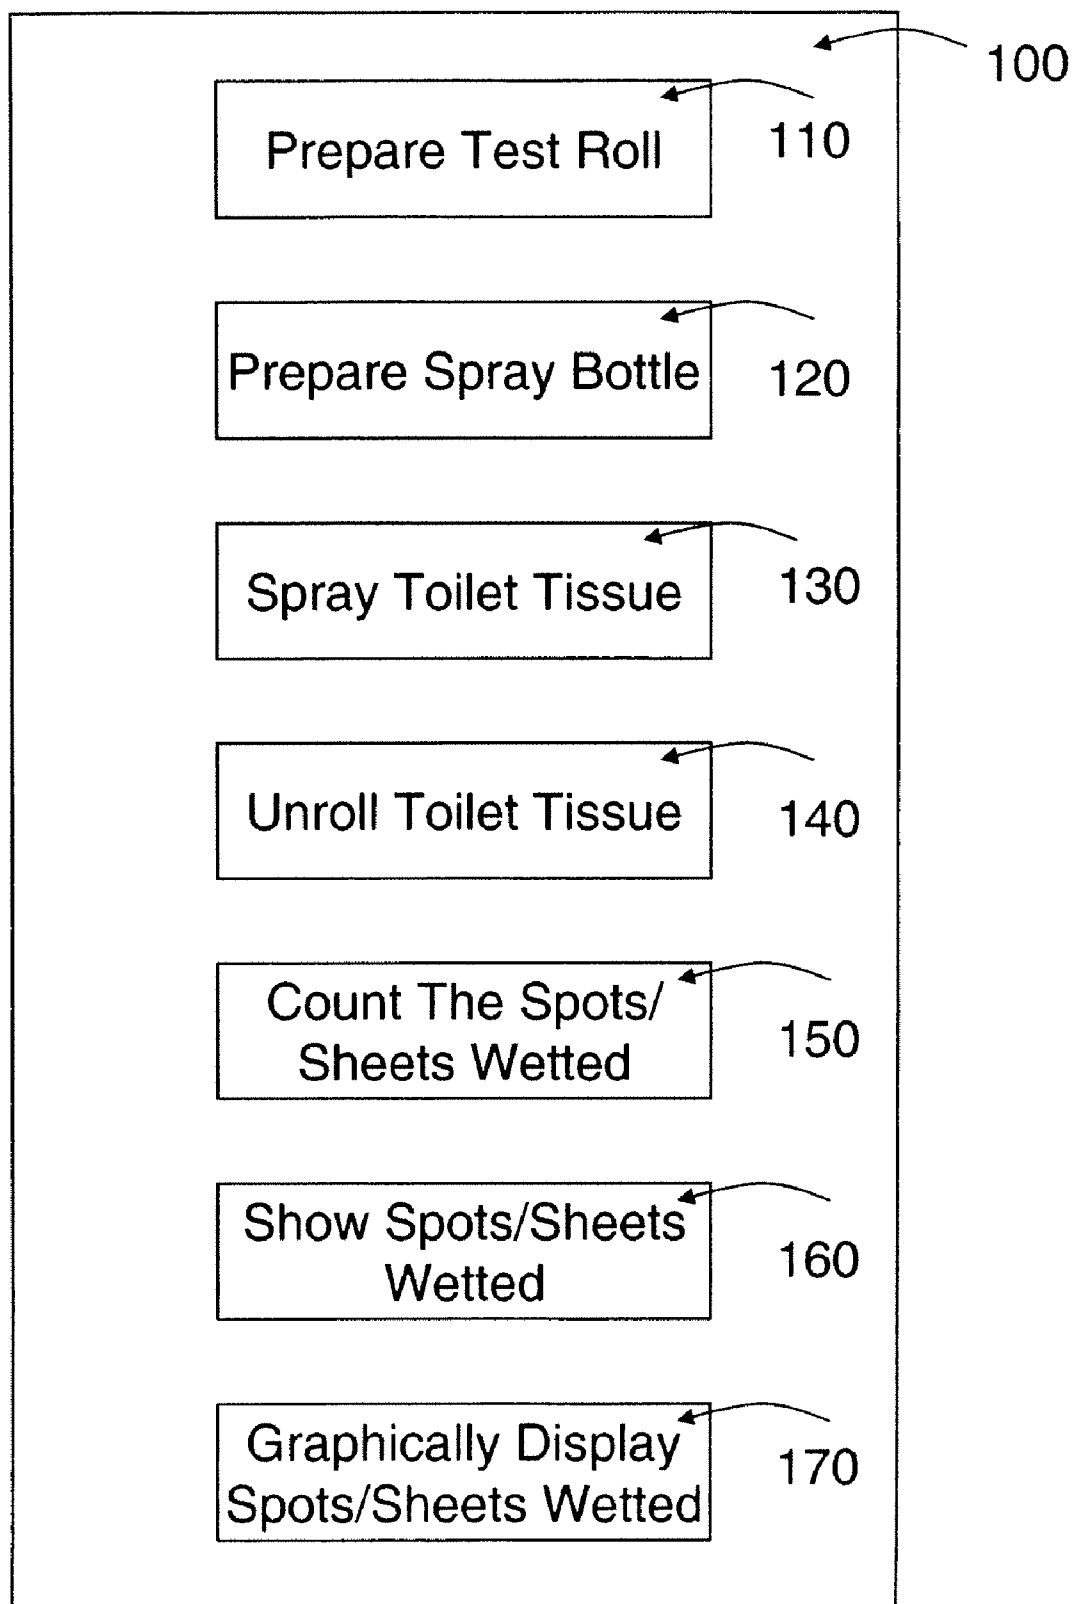 100
Prepare Test Roll
110
Prepare Spray Bottle
120
Spray Toilet Tissue
130
Unroll Toilet Tissue
140
Count The Spots/
Sheets Wetted
150
Show Spots/Sheets
Wetted
160
Graphically Display
Spots/Sheets Wetted
170